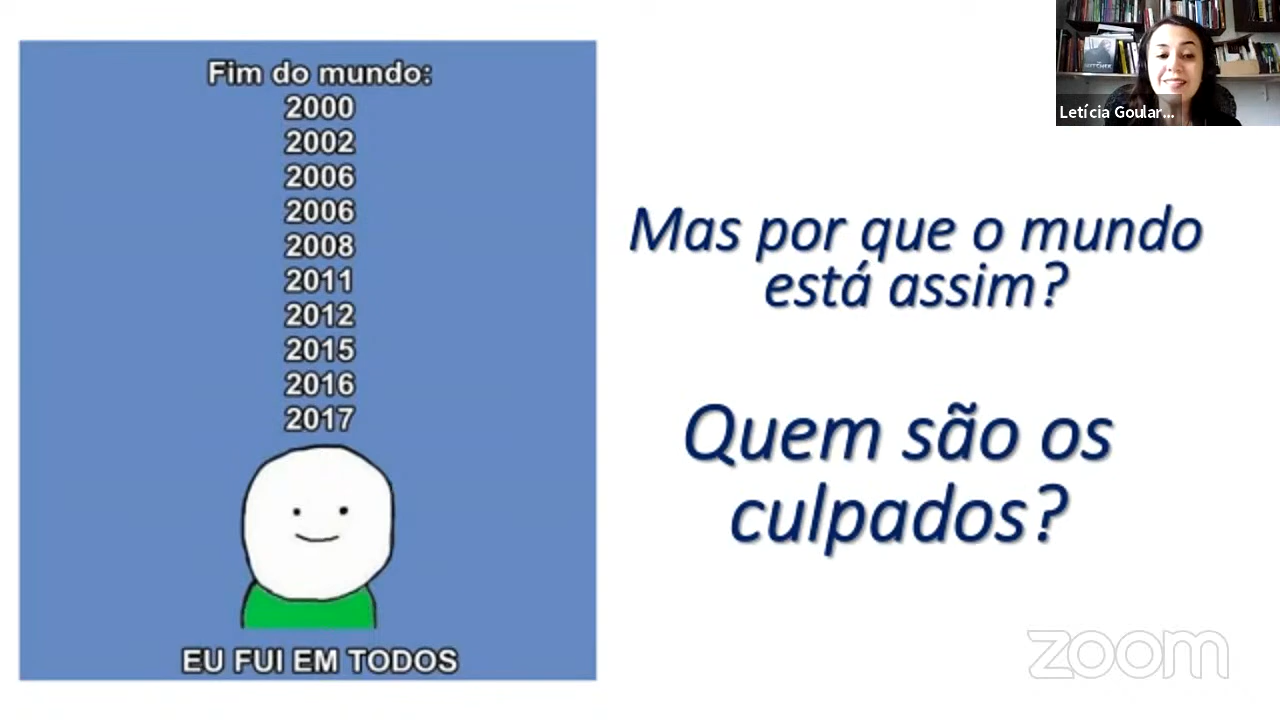 Fim do mundo:
2000
2002
2006
2006
2008
2011
2012
2015
2016
2017
EU FUI EM TODOS
Mas por que o mundo
está assim?
Quem são os
culpados?
Letícia Goular...
zoom